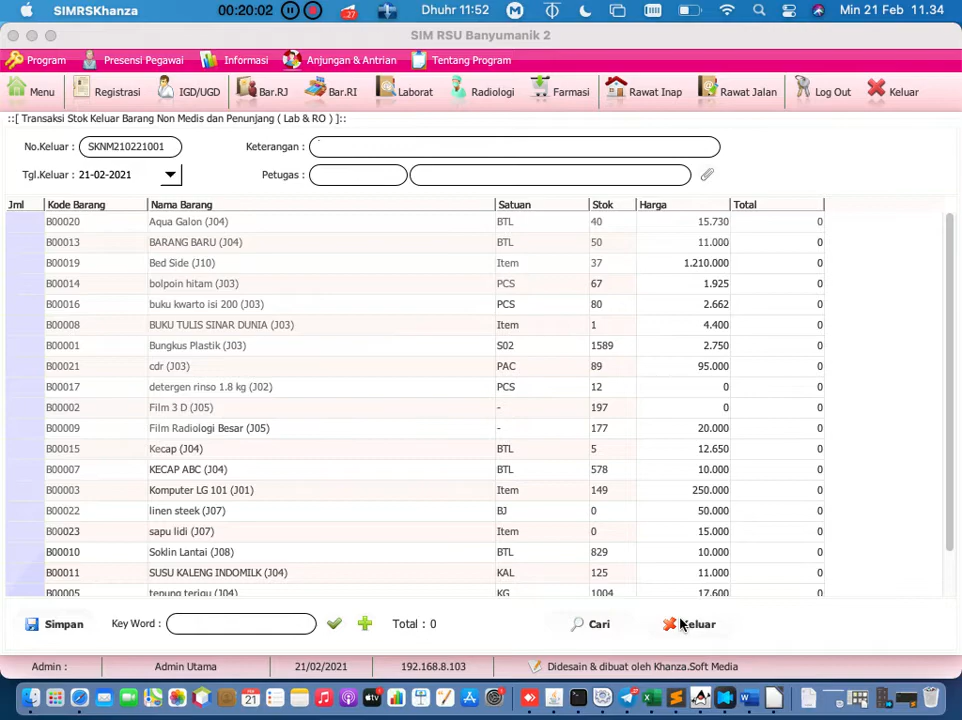 SIMRSKhanza 00:20:02 27 Dhuhr 11:52 Min 21 Feb 11.34
SIM RSU Banyumanik 2
Program Presensi Pegawai Informasi Anjungan & Antrian Tentang Program
Menu Registrasi IGD/UGD Bar.RJ Bar.RI Laborat Radiologi Farmasi Rawat Inap Rawat Jalan Log Out Keluar
::[ Transaksi Stok Keluar Barang Non Medis dan Penunjang ( Lab & RO ) ]::
No.Keluar : SKNM210221001 Keterangan :
Tgl.Keluar : 21-02-2021 Petugas :
Jml Kode Barang Nama Barang Satuan Stok Harga Total
B00020 Aqua Galon (J04) BTL 40 15.730 0
B00013 BARANG BARU (J04) BTL 50 11.000 0
B00019 Bed Side (J10) Item 37 1.210.000 0
B00014 bolpoin hitam (J03) PCS 67 1.925 0
B00016 buku kwarto isi 200 (J03) PCS 80 2.662 0
B00008 BUKU TULIS SINAR DUNIA (J03) Item 1 4.400 0
B00001 Bungkus Plastik (J03) S02 1589 2.750 0
B00021 cdr (J03) PAC 89 95.000 0
B00017 detergen rinso 1.8 kg (J02) PCS 12 0 0
B00002 Film 3 D (J05) - 197 0 0
B00009 Film Radiologi Besar (J05) - 177 20.000 0
B00015 Kecap (J04) BTL 5 12.650 0
B00007 KECAP ABC (J04) BTL 578 10.000 0
B00003 Komputer LG 101 (J01) Item 149 250.000 0
B00022 linen steek (J07) BJ 0 50.000 0
B00023 sapu lidi (J07) Item 0 15.000 0
B00010 Soklin Lantai (J08) BTL 829 10.000 0
B00011 SUSU KALENG INDOMILK (J04) KAL 125 11.000 0
B00005 tepung terigu (J04) KG 1004 17.600 0
Simpan Key Word : Total : 0 Cari Keluar
Admin : Admin Utama 21/02/2021 192.168.8.103 Didesain & dibuat oleh Khanza.Soft Media